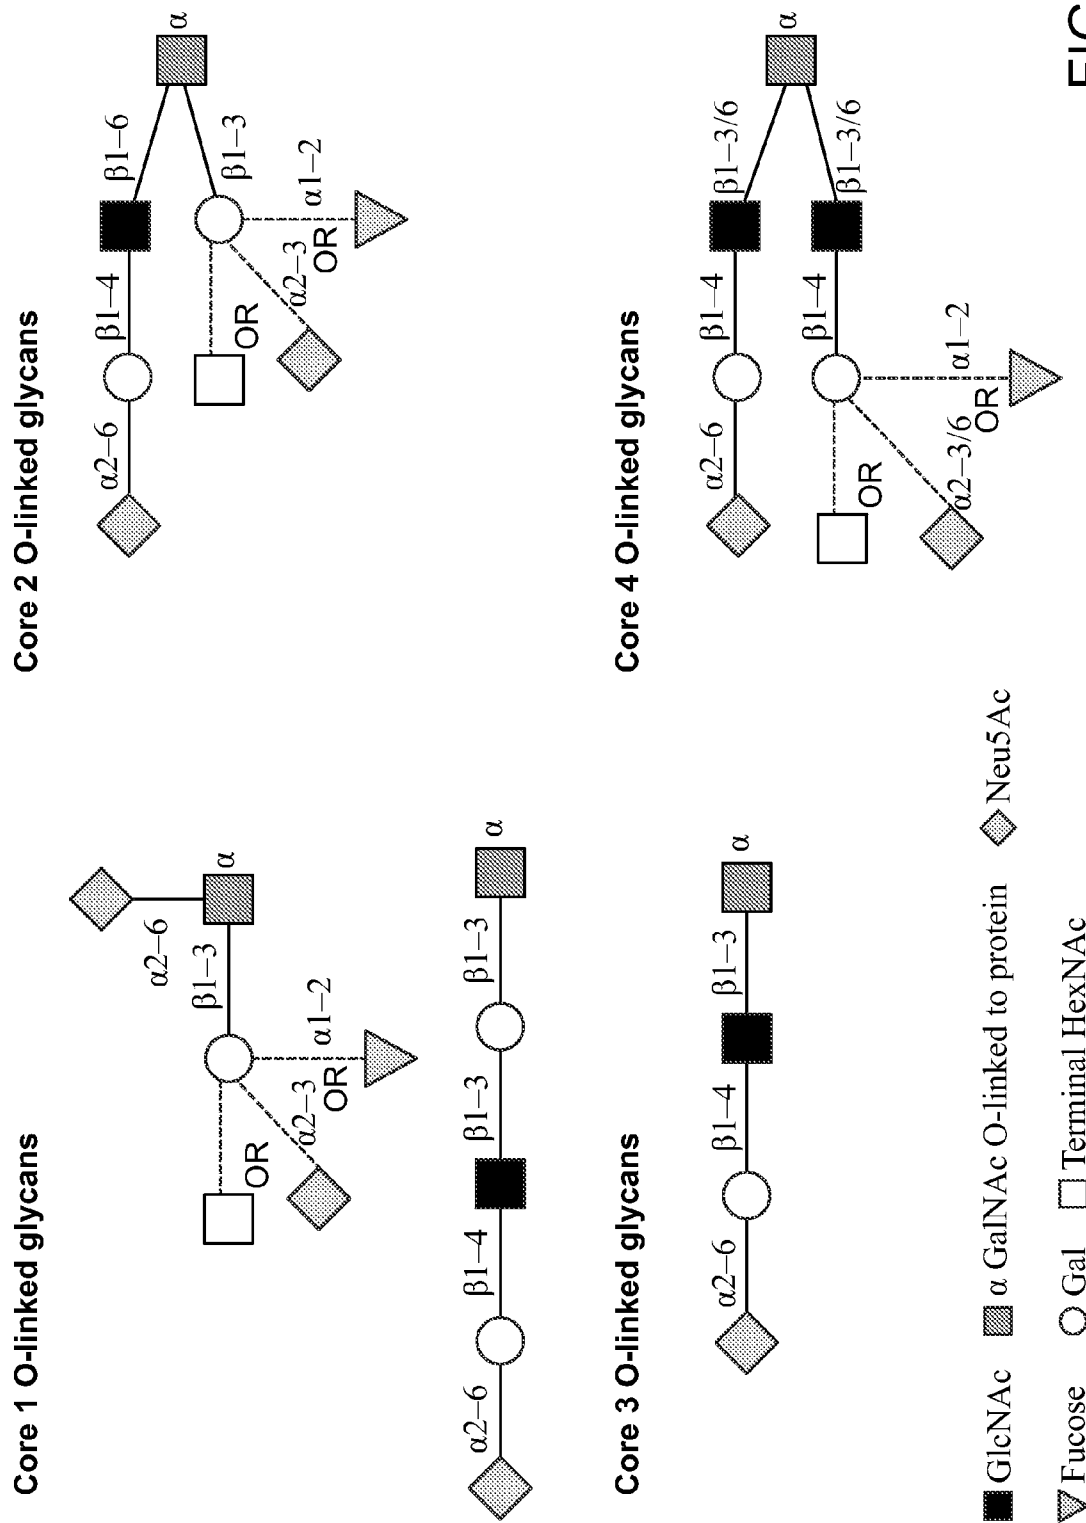 Core 1 O-linked glycans
α2–6
β1–3
α
α1–2
α2–3
OR
OR
α2–6
β1–4
β1–3
β1–3
α
Core 2 O-linked glycans
α2–6
β1–4
β1–6
α
β1–3
OR
α2–3
OR
α1–2
Core 3 O-linked glycans
α2–6
β1–4
β1–3
α
Core 4 O-linked glycans
α2–6
β1–4
β1–3/6
α
β1–4
β1–3/6
OR
α2–3/6
OR
α1–2
GlcNAc
α GalNAc O-linked to protein
Neu5Ac
Fucose
Gal
Terminal HexNAc